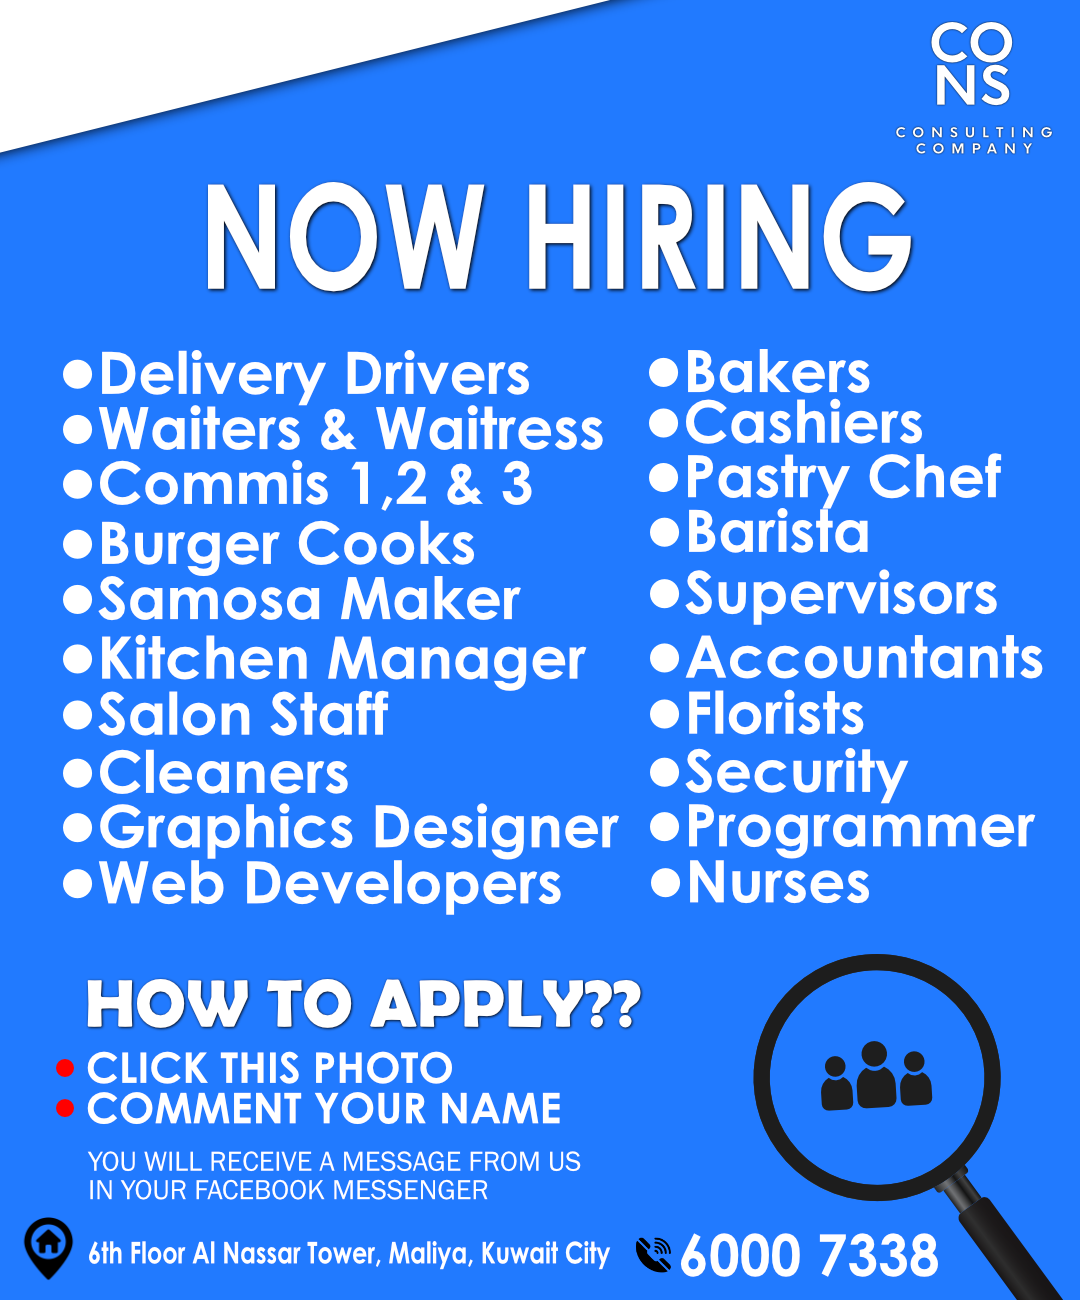 CO
NS
CONSULTING
COMPANY
NOW HIRING
Delivery Drivers
Waiters & Waitress
Commis 1,2 & 3
Burger Cooks
Samosa Maker
Kitchen Manager
Salon Staff
Cleaners
Graphics Designer
Web Developers
Bakers
Cashiers
Pastry Chef
Barista
Supervisors
Accountants
Florists
Security
Programmer
Nurses
HOW TO APPLY??
CLICK THIS PHOTO
COMMENT YOUR NAME
YOU WILL RECEIVE A MESSAGE FROM US
IN YOUR FACEBOOK MESSENGER
6th Floor Al Nassar Tower, Maliya, Kuwait City
6000 7338